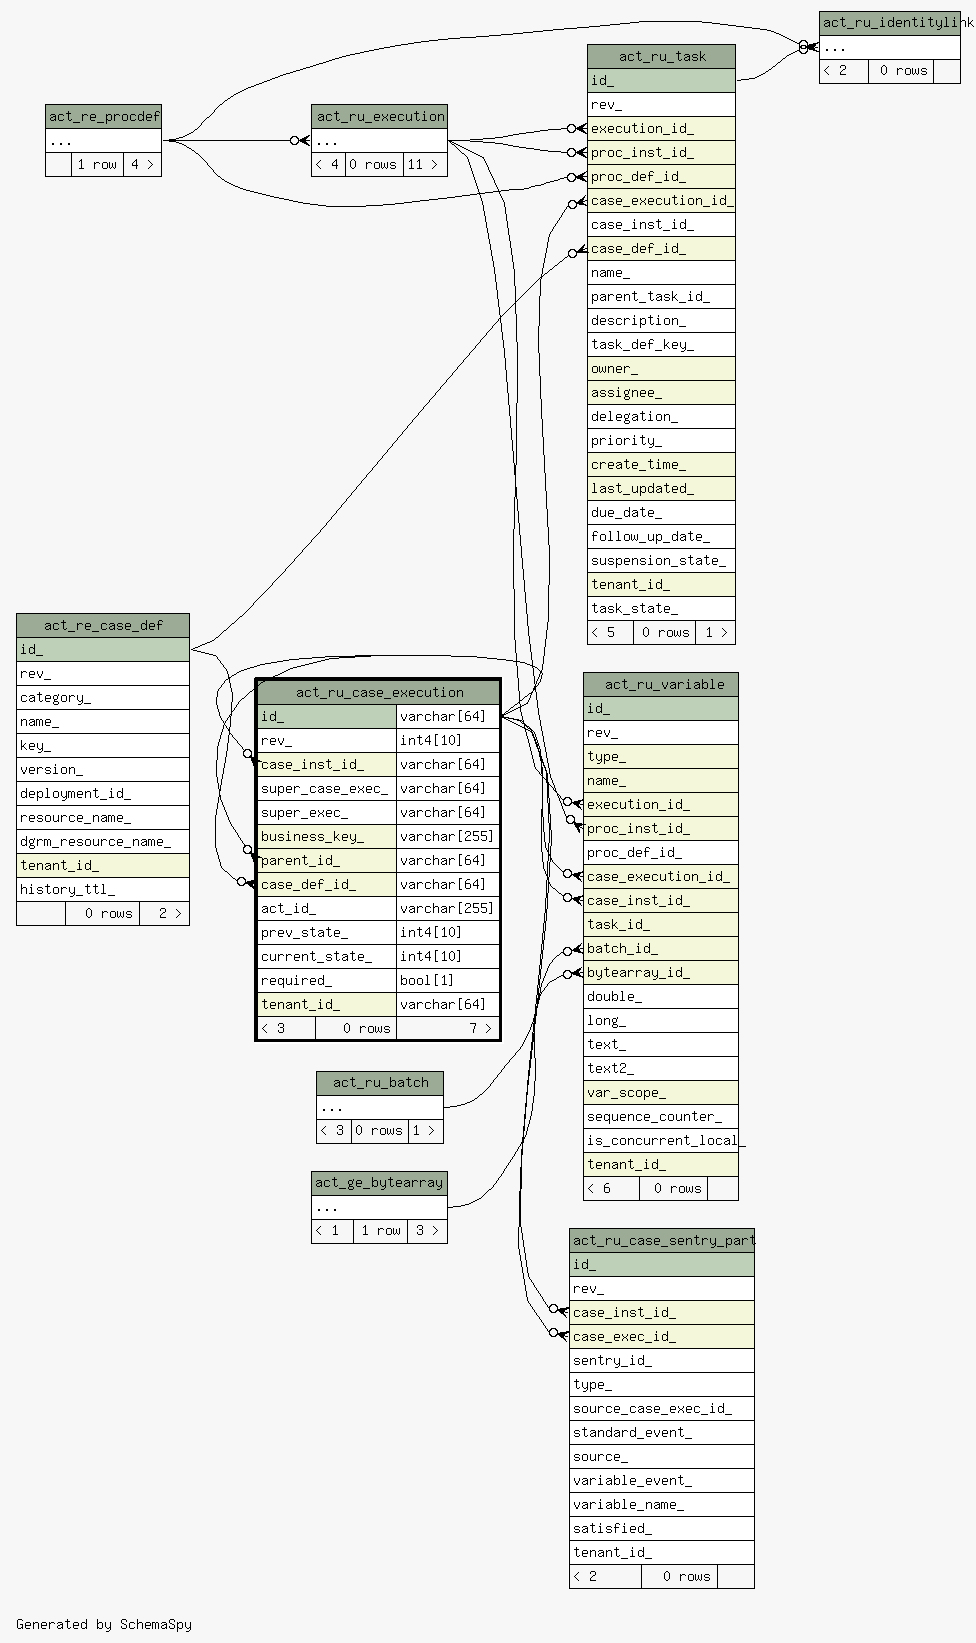 act_ru_identitylink
...
< 2 0 rows
act_ru_task
id_
rev_
execution_id_
proc_inst_id_
proc_def_id_
case_execution_id_
case_inst_id_
case_def_id_
name_
parent_task_id_
description_
task_def_key_
owner_
assignee_
delegation_
priority_
create_time_
last_updated_
due_date_
follow_up_date_
suspension_state_
tenant_id_
task_state_
< 5 0 rows 1 >
act_re_procdef
...
1 row 4 >
act_ru_execution
...
< 4 0 rows 11 >
act_re_case_def
id_
rev_
category_
name_
key_
version_
deployment_id_
resource_name_
dgrm_resource_name_
tenant_id_
history_ttl_
0 rows 2 >
act_ru_case_execution
id_ varchar[64]
rev_ int4[10]
case_inst_id_ varchar[64]
super_case_exec_ varchar[64]
super_exec_ varchar[64]
business_key_ varchar[255]
parent_id_ varchar[64]
case_def_id_ varchar[64]
act_id_ varchar[255]
prev_state_ int4[10]
current_state_ int4[10]
required_ bool[1]
tenant_id_ varchar[64]
< 3 0 rows 7 >
act_ru_variable
id_
rev_
type_
name_
execution_id_
proc_inst_id_
proc_def_id_
case_execution_id_
case_inst_id_
task_id_
batch_id_
bytearray_id_
double_
long_
text_
text2_
var_scope_
sequence_counter_
is_concurrent_local_
tenant_id_
< 6 0 rows
act_ru_batch
...
< 3 0 rows 1 >
act_ge_bytearray
...
< 1 1 row 3 >
act_ru_case_sentry_part
id_
rev_
case_inst_id_
case_exec_id_
sentry_id_
type_
source_case_exec_id_
standard_event_
source_
variable_event_
variable_name_
satisfied_
tenant_id_
< 2 0 rows
Generated by SchemaSpy